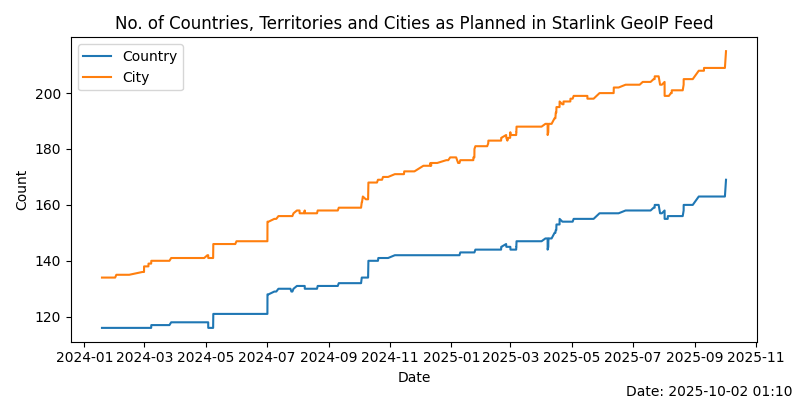 No. of Countries, Territories and Cities as Planned in Starlink GeoIP Feed
Country
City
200
180
160
140
120
Count
2024-01 2024-03 2024-05 2024-07 2024-09 2024-11 2025-01 2025-03 2025-05 2025-07 2025-09 2025-11
Date
Date: 2025-10-02 01:10